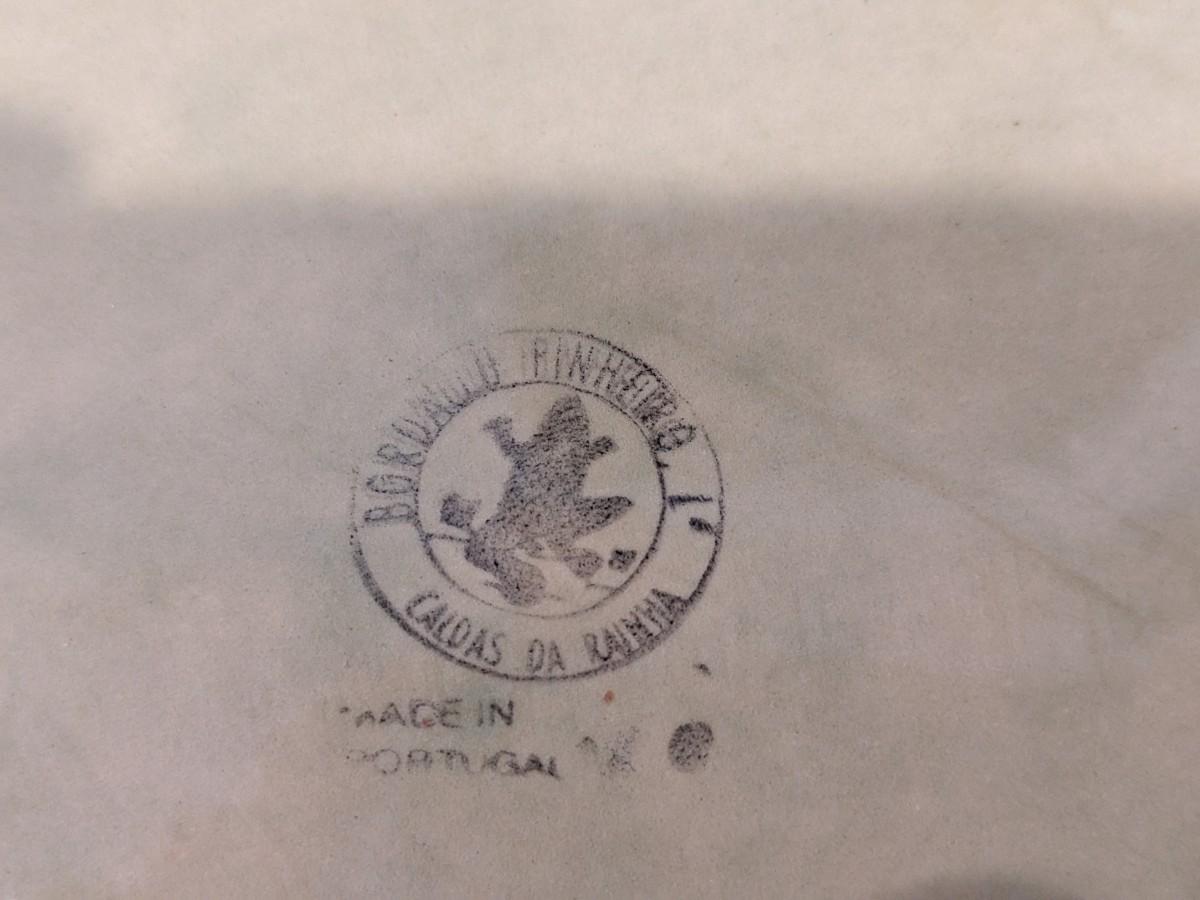 BORDALLO PINHEIRO, L
CALDAS DA RAINHA
MADE IN
PORTUGAL